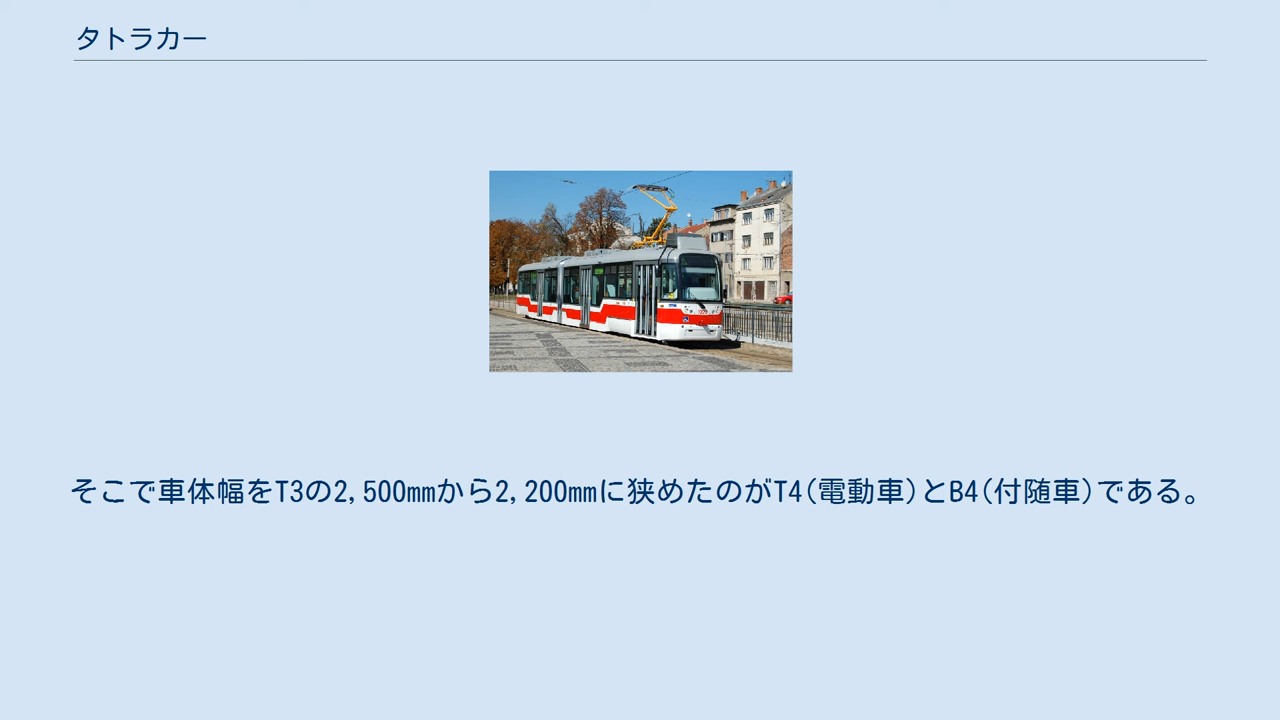 タトラカー
そこで車体幅をT3の2,500mmから2,200mmに狭めたのがT4(電動車)とB4(付随車)である。